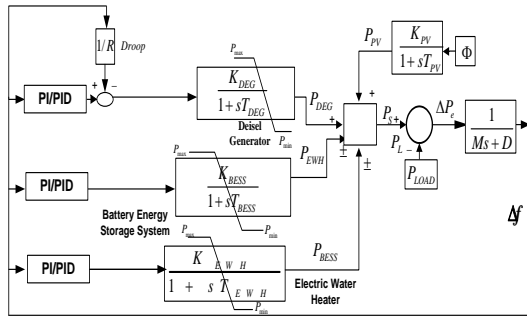 1/R Droop
PI/PID
+
−
P_max
K_DEG
1+sT_DEG
P_min
Deisel
Generator
P_DEG
+
P_PV
+
K_PV
1+sT_PV
Φ
P_S +
P_L −
ΔP_e
1
Ms+D
P_LOAD
P_EWH
±
±
PI/PID
P_max
K_BESS
1+sT_BESS
P_min
Battery Energy
Storage System
Δf
PI/PID
P_max
K E W H
1 + s T E W H
P_min
P_BESS
Electric Water
Heater